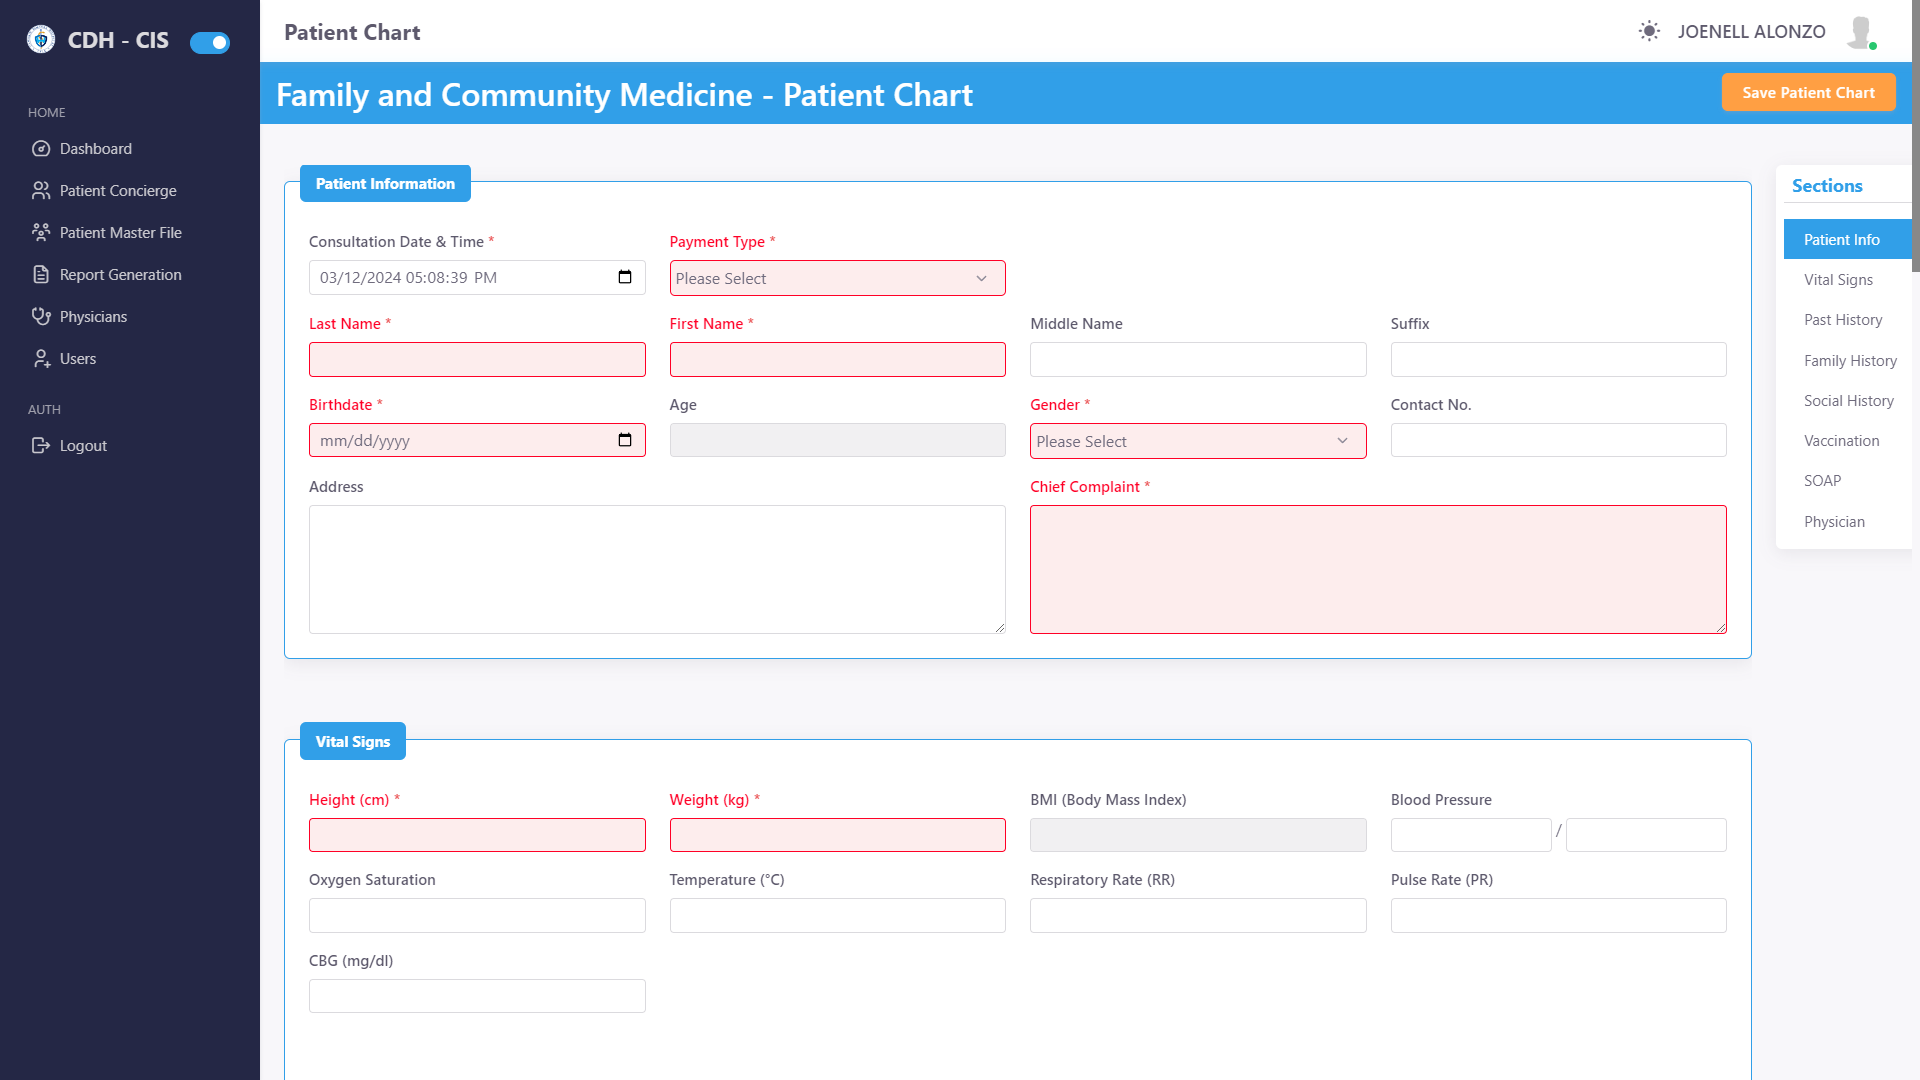 CDH - CIS
HOME
Dashboard
Patient Concierge
Patient Master File
Report Generation
Physicians
Users
AUTH
Logout
Patient Chart
JOENELL ALONZO
Family and Community Medicine - Patient Chart
Save Patient Chart
Patient Information
Consultation Date & Time *
Payment Type *
03/12/2024 05:08:39 PM
Please Select
Last Name *
First Name *
Middle Name
Suffix
Birthdate *
Age
Gender *
Contact No.
mm/dd/yyyy
Please Select
Address
Chief Complaint *
Vital Signs
Height (cm) *
Weight (kg) *
BMI (Body Mass Index)
Blood Pressure
/
Oxygen Saturation
Temperature (°C)
Respiratory Rate (RR)
Pulse Rate (PR)
CBG (mg/dl)
Sections
Patient Info
Vital Signs
Past History
Family History
Social History
Vaccination
SOAP
Physician